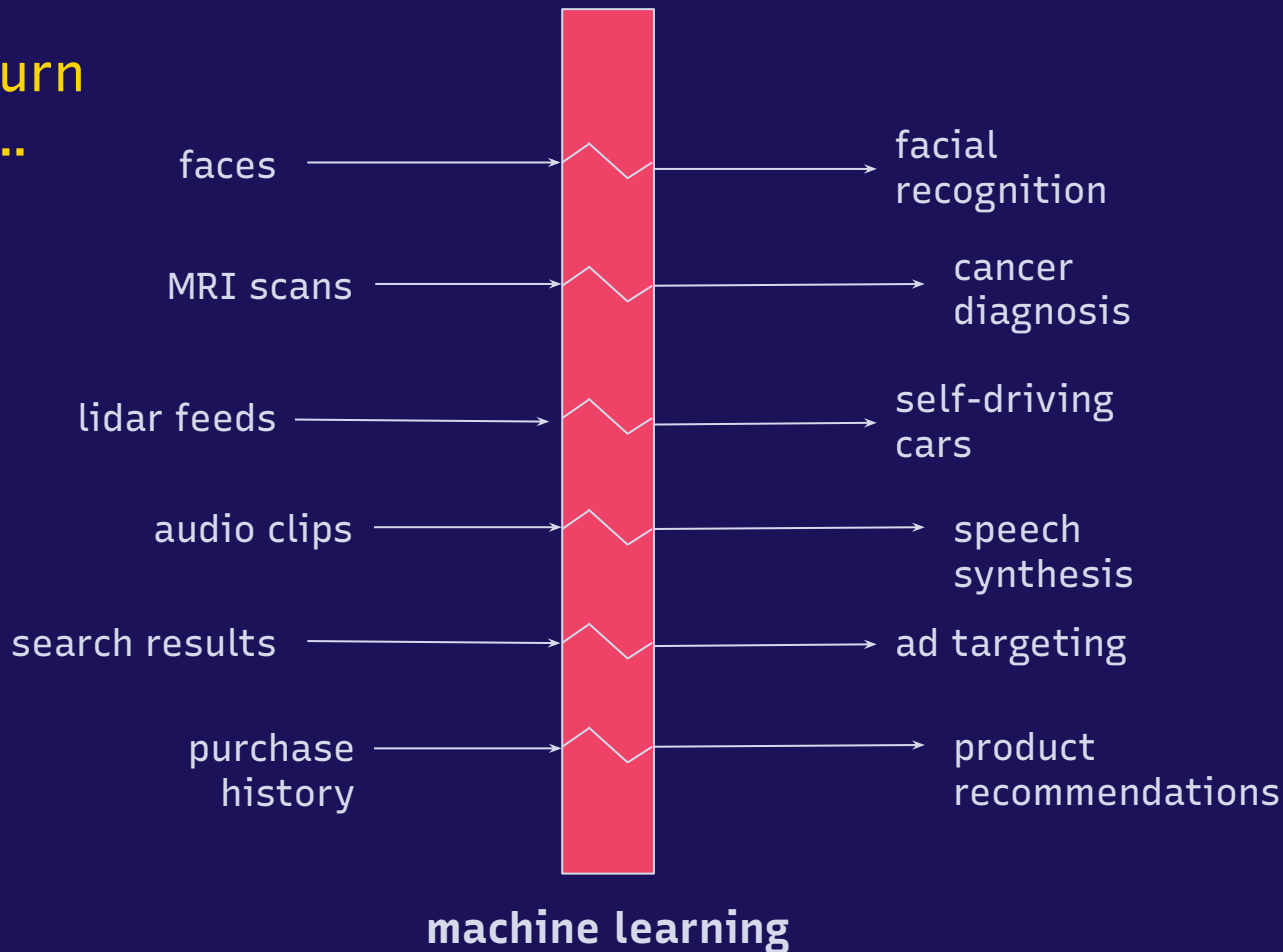 urn
..
faces
facial
recognition
MRI scans
cancer
diagnosis
lidar feeds
self-driving
cars
audio clips
speech
synthesis
search results
ad targeting
purchase
history
product
recommendations
machine learning